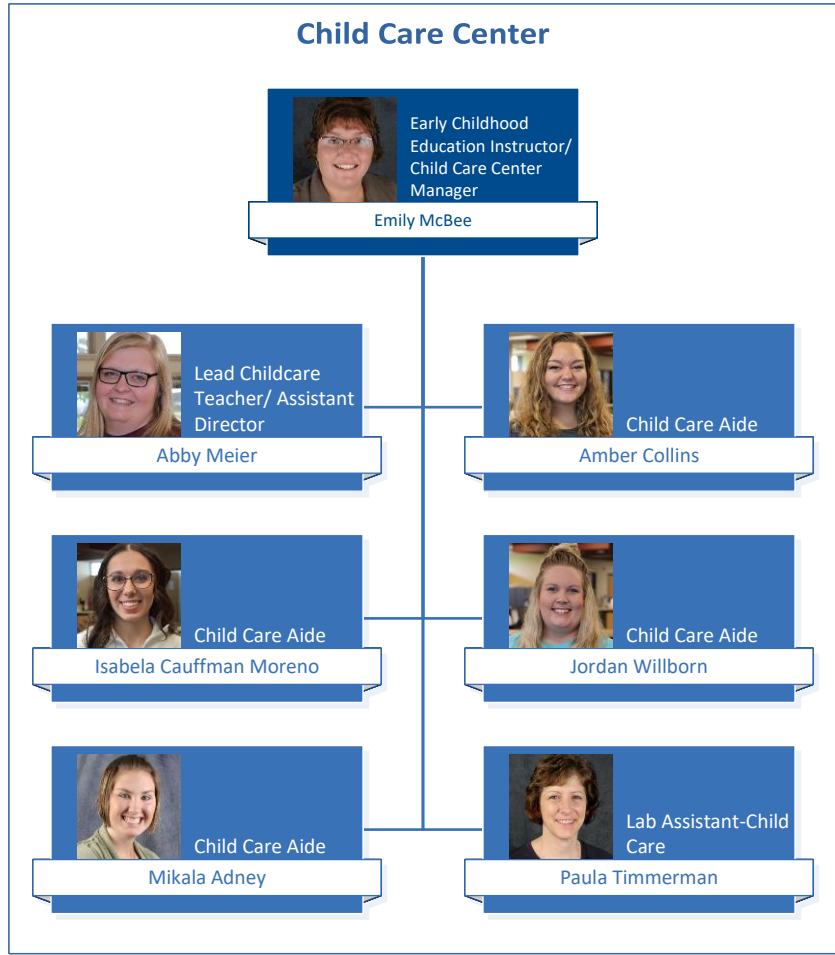 Child Care Center
Early Childhood
Education Instructor/
Child Care Center
Manager
Emily McBee
Lead Childcare
Teacher/ Assistant
Director
Abby Meier
Child Care Aide
Amber Collins
Child Care Aide
Isabela Cauffman Moreno
Child Care Aide
Jordan Willborn
Child Care Aide
Mikala Adney
Lab Assistant-Child
Care
Paula Timmerman